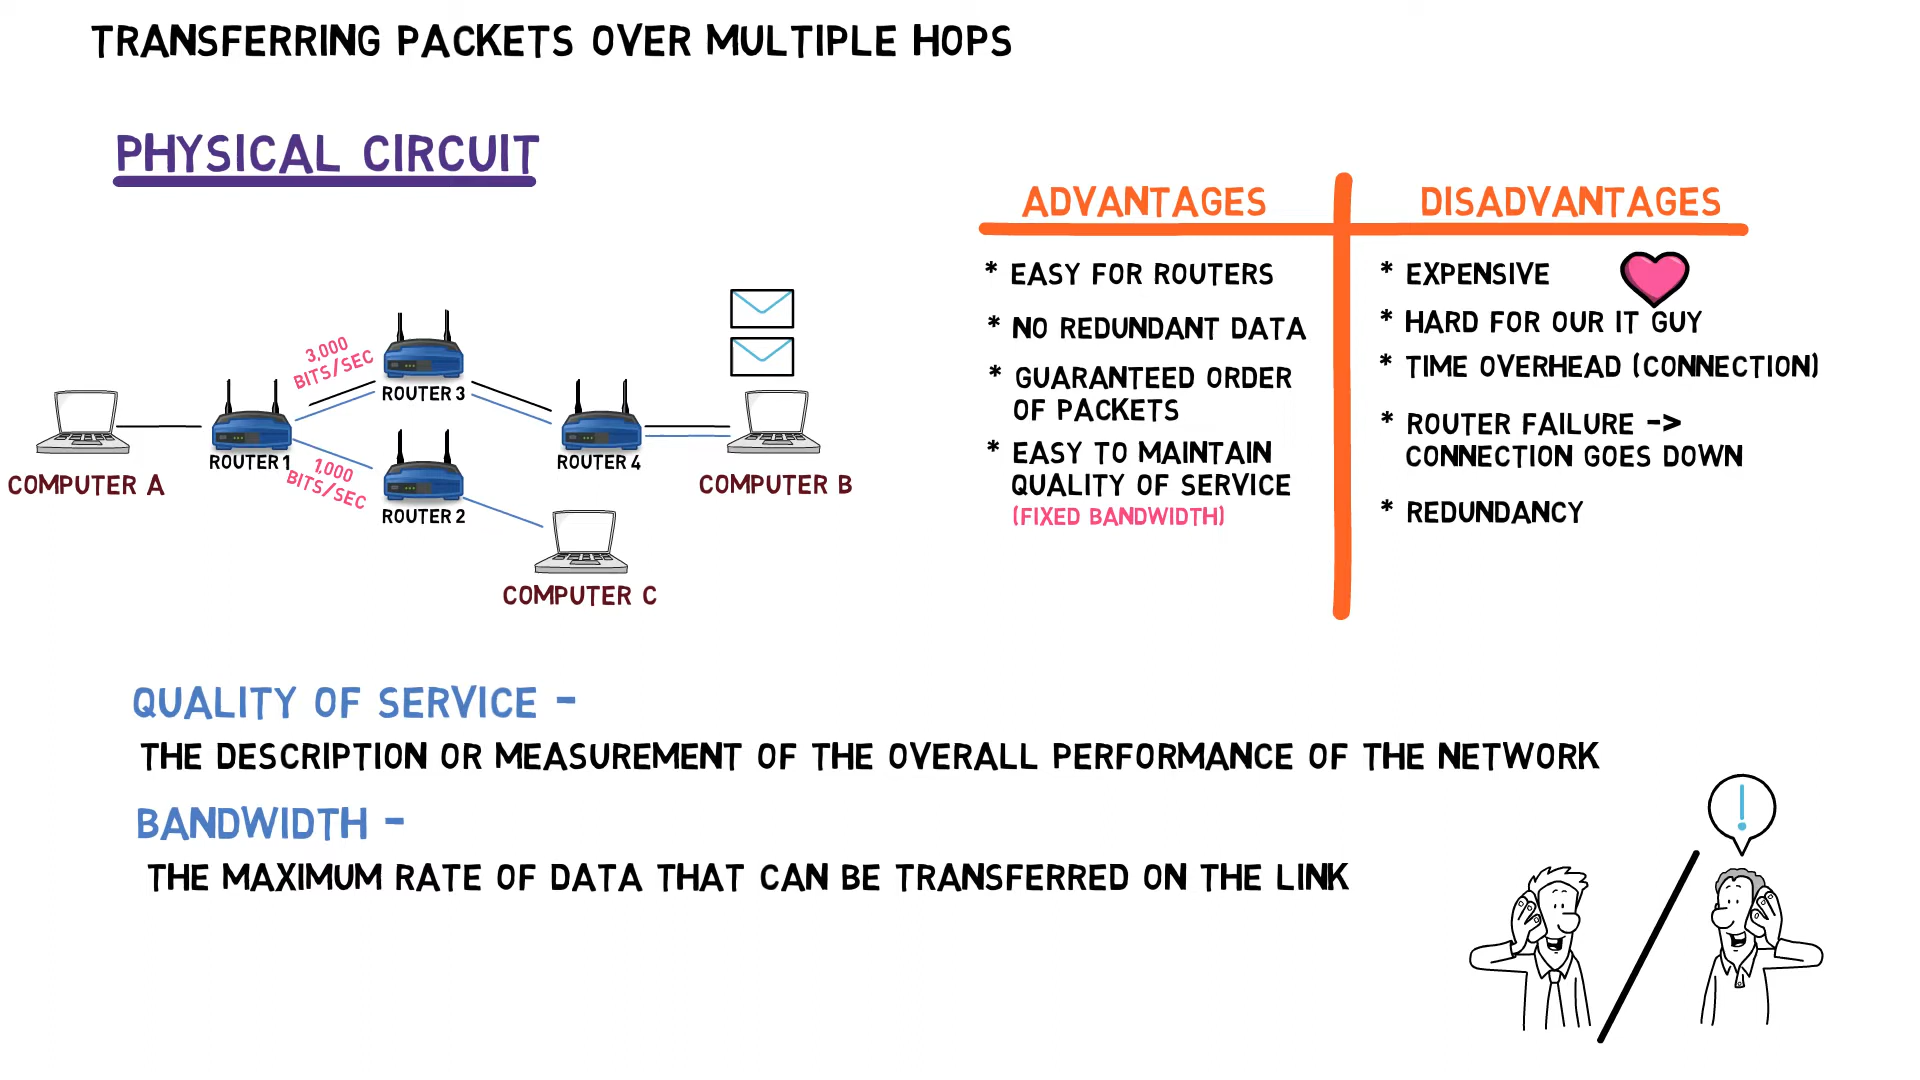 TRANSFERRING PACKETS OVER MULTIPLE HOPS
PHYSICAL CIRCUIT
3,000
BITS/SEC
ROUTER 3
ROUTER 1
1,000
BITS/SEC
ROUTER 4
COMPUTER A
COMPUTER B
ROUTER 2
COMPUTER C
ADVANTAGES
* EASY FOR ROUTERS
* NO REDUNDANT DATA
* GUARANTEED ORDER
OF PACKETS
* EASY TO MAINTAIN
QUALITY OF SERVICE
(FIXED BANDWIDTH)
DISADVANTAGES
* EXPENSIVE
* HARD FOR OUR IT GUY
* TIME OVERHEAD (CONNECTION)
* ROUTER FAILURE ->
CONNECTION GOES DOWN
* REDUNDANCY
QUALITY OF SERVICE -
THE DESCRIPTION OR MEASUREMENT OF THE OVERALL PERFORMANCE OF THE NETWORK
BANDWIDTH -
THE MAXIMUM RATE OF DATA THAT CAN BE TRANSFERRED ON THE LINK
!